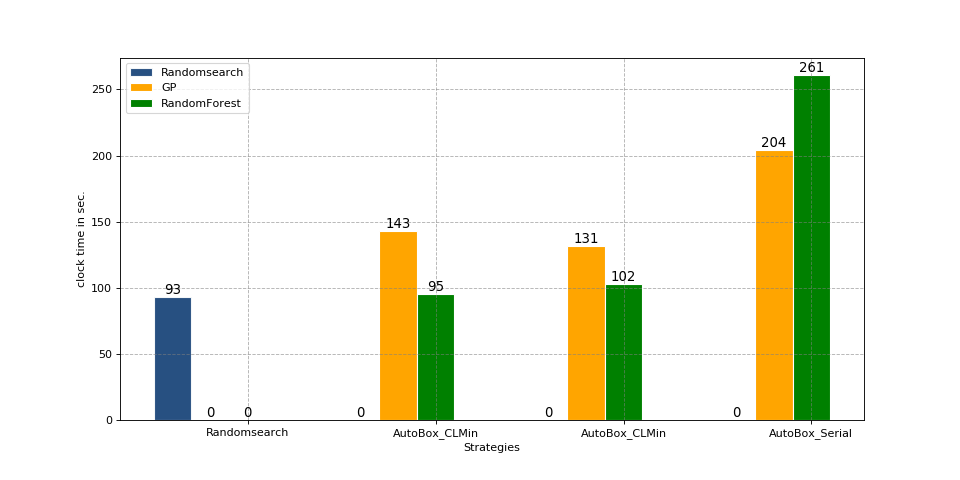 Randomsearch
GP
RandomForest
261
204
143
131
102
95
93
0
0
0
0
0
250
200
150
100
50
0
clock time in sec.
Randomsearch
AutoBox_CLMin
AutoBox_CLMin
AutoBox_Serial
Strategies